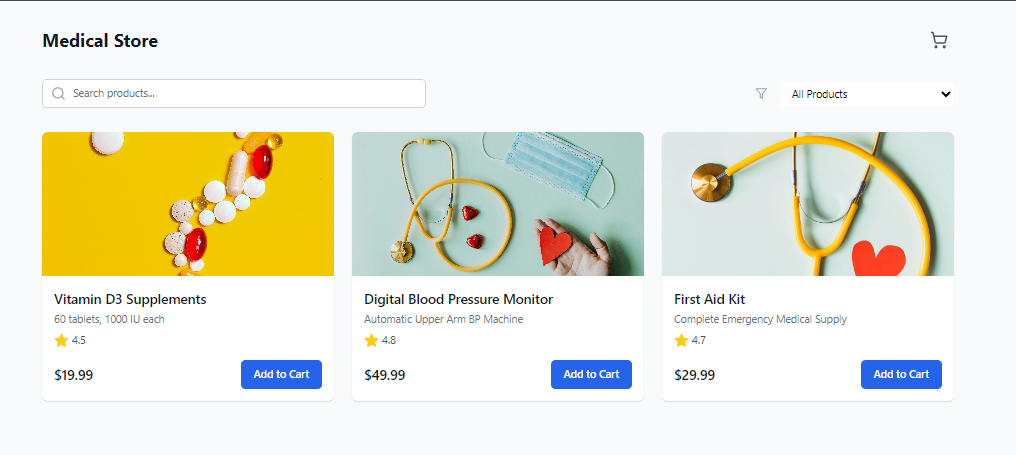 Medical Store
Search products...
All Products
Vitamin D3 Supplements
60 tablets, 1000 IU each
4.5
$19.99
Add to Cart
Digital Blood Pressure Monitor
Automatic Upper Arm BP Machine
4.8
$49.99
Add to Cart
First Aid Kit
Complete Emergency Medical Supply
4.7
$29.99
Add to Cart